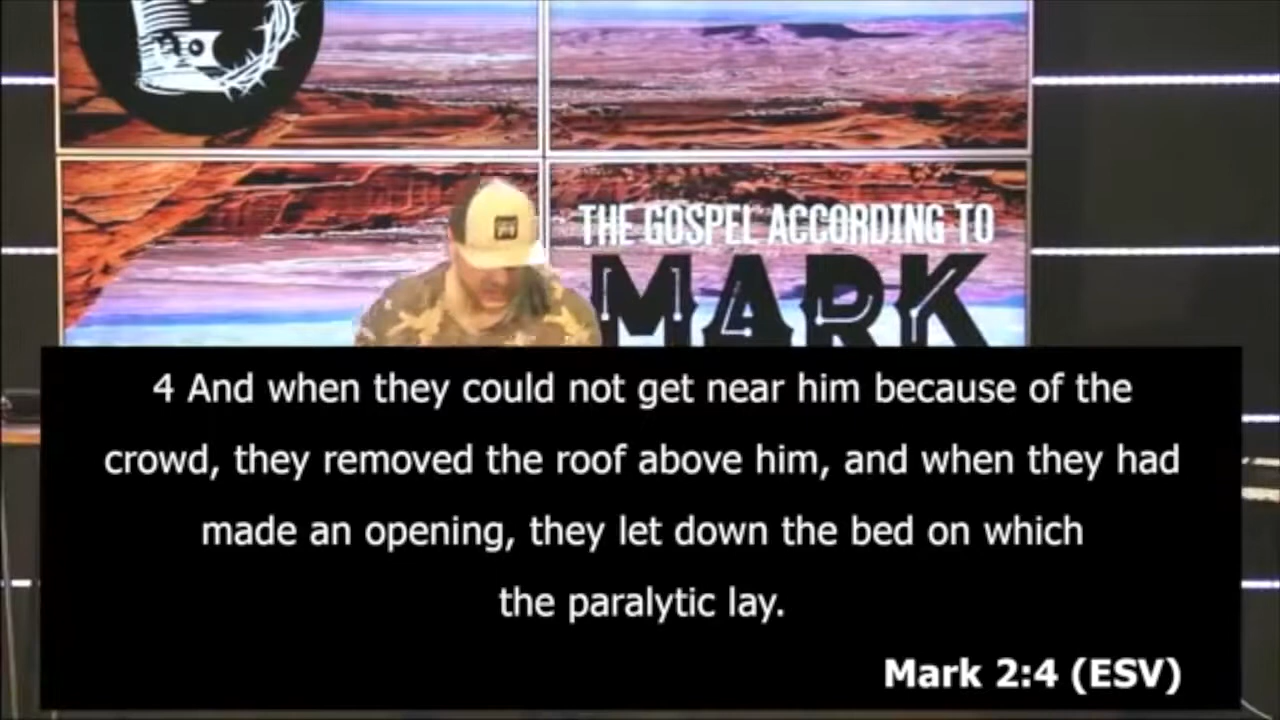 THE GOSPEL ACCORDING TO
MARK
4 And when they could not get near him because of the
crowd, they removed the roof above him, and when they had
made an opening, they let down the bed on which
the paralytic lay.
Mark 2:4 (ESV)